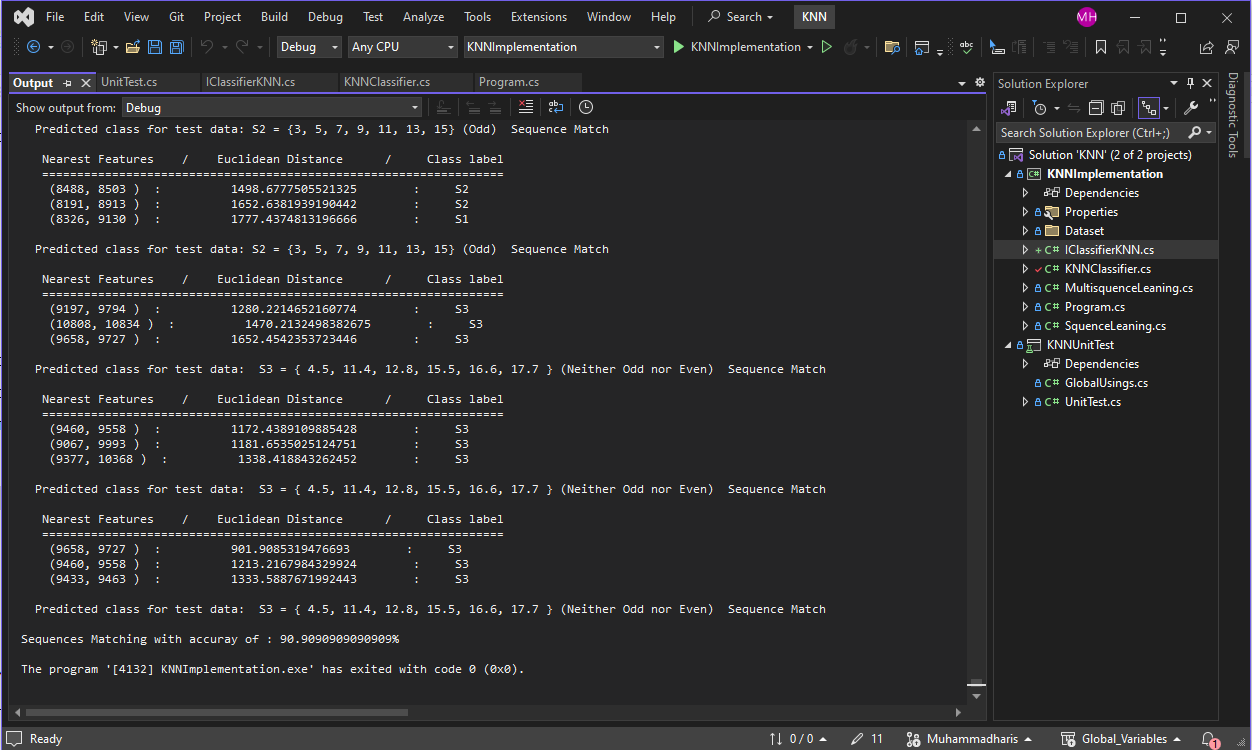 File Edit View Git Project Build Debug Test Analyze Tools Extensions Window Help Search KNN MH
Debug Any CPU KNNImplementation KNNImplementation
Output UnitTest.cs IClassifierKNN.cs KNNClassifier.cs Program.cs
Show output from: Debug
Predicted class for test data: S2 = {3, 5, 7, 9, 11, 13, 15} (Odd)  Sequence Match
Nearest Features / Euclidean Distance / Class label
========================================================
(8488, 8503 ) : 1498.6777505521325 : S2
(8191, 8913 ) : 1652.6381939190442 : S2
(8326, 9130 ) : 1777.4374813196666 : S1
Predicted class for test data: S2 = {3, 5, 7, 9, 11, 13, 15} (Odd)  Sequence Match
Nearest Features / Euclidean Distance / Class label
========================================================
(9197, 9794 ) : 1280.2214652160774 : S3
(10808, 10834 ) : 1470.2132498382675 : S3
(9658, 9727 ) : 1652.4542353723446 : S3
Predicted class for test data:  S3 = { 4.5, 11.4, 12.8, 15.5, 16.6, 17.7 } (Neither Odd nor Even)  Sequence Match
Nearest Features / Euclidean Distance / Class label
========================================================
(9460, 9558 ) : 1172.4389109885428 : S3
(9067, 9993 ) : 1181.6535025124751 : S3
(9377, 10368 ) : 1338.418843262452 : S3
Predicted class for test data:  S3 = { 4.5, 11.4, 12.8, 15.5, 16.6, 17.7 } (Neither Odd nor Even)  Sequence Match
Nearest Features / Euclidean Distance / Class label
========================================================
(9658, 9727 ) : 901.9085319476693 : S3
(9460, 9558 ) : 1213.2167984329924 : S3
(9433, 9463 ) : 1333.5887671992443 : S3
Predicted class for test data:  S3 = { 4.5, 11.4, 12.8, 15.5, 16.6, 17.7 } (Neither Odd nor Even)  Sequence Match
Sequences Matching with accuray of : 90.9090909090909%
The program '[4132] KNNImplementation.exe' has exited with code 0 (0x0).
Solution Explorer
Search Solution Explorer (Ctrl+;)
Solution 'KNN' (2 of 2 projects)
KNNImplementation
Dependencies
Properties
Dataset
C# IClassifierKNN.cs
C# KNNClassifier.cs
C# MultisquenceLeaning.cs
C# Program.cs
C# SquenceLeaning.cs
KNNUnitTest
Dependencies
C# GlobalUsings.cs
C# UnitTest.cs
Diagnostic Tools
Ready 0 / 0 11 Muhammadharis Global_Variables 1